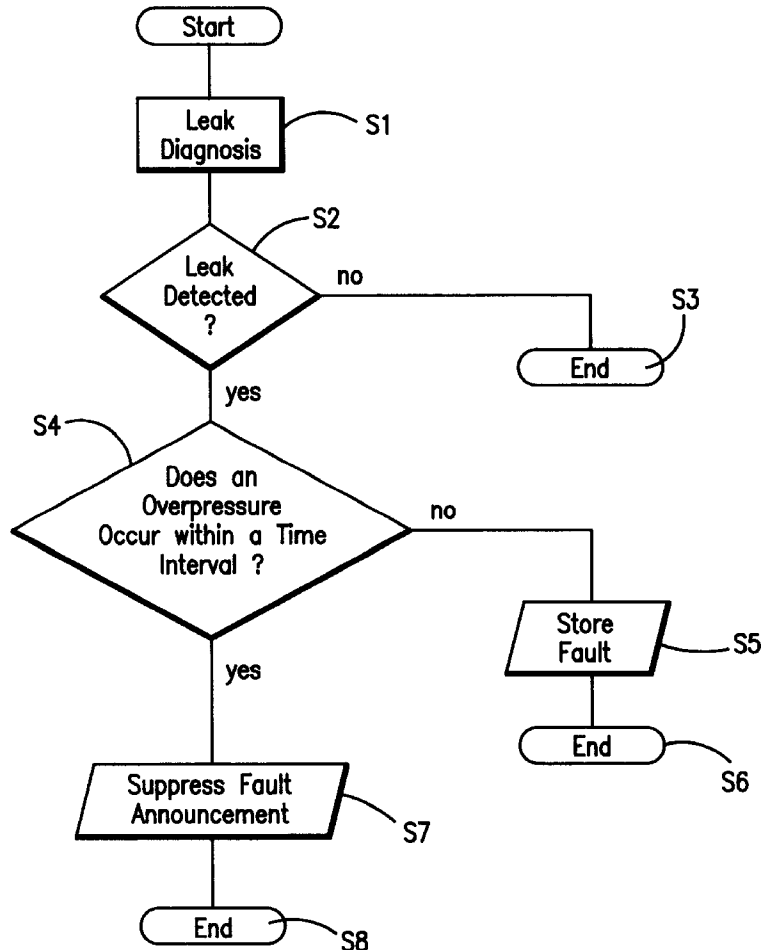 Start
Leak
Diagnosis
S1
S2
Leak
Detected
?
no
S3
End
yes
S4
Does an
Overpressure
Occur within a Time
Interval ?
no
Store
Fault
S5
yes
End
S6
Suppress Fault
Announcement
S7
End
S8